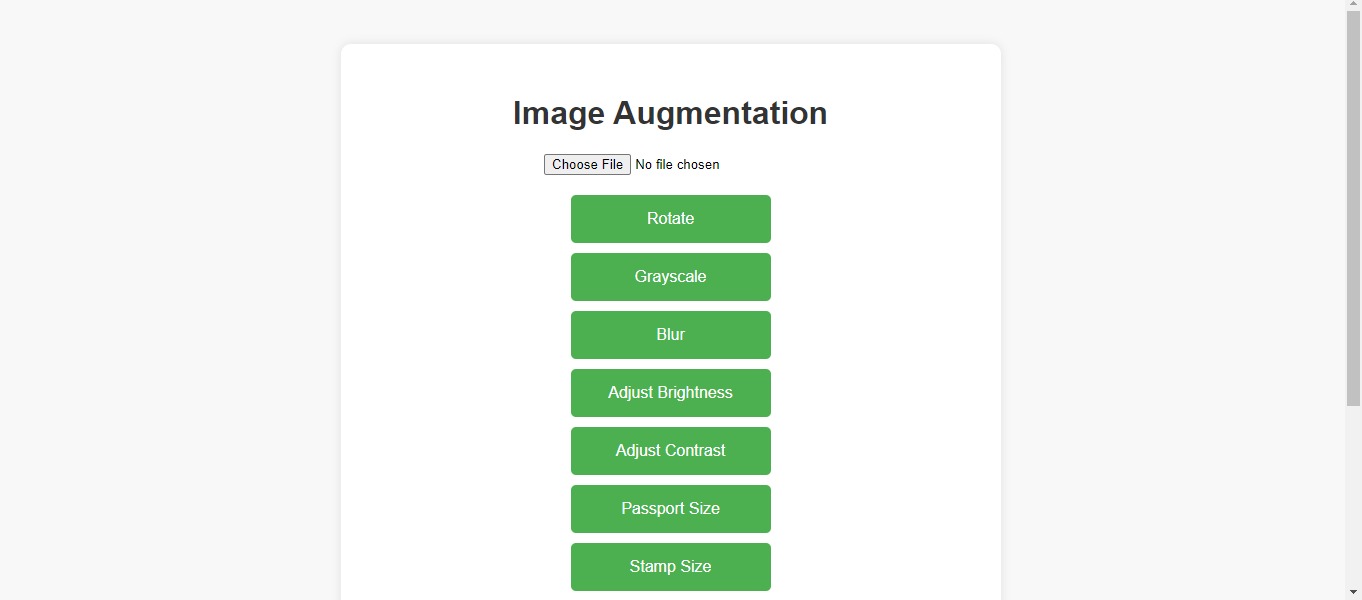 Image Augmentation
Choose File No file chosen
Rotate
Grayscale
Blur
Adjust Brightness
Adjust Contrast
Passport Size
Stamp Size